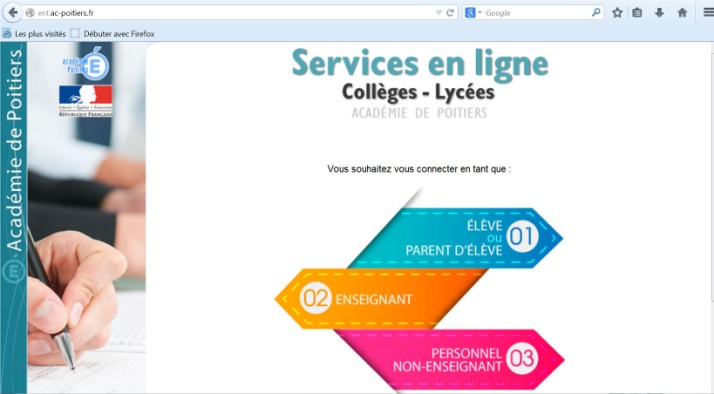 ent.ac-poitiers.fr
Google
Les plus visités
Débuter avec Firefox
Académie de Poitiers
académie
Poitiers
Liberté • Égalité • Fraternité
RÉPUBLIQUE FRANÇAISE
Services en ligne
Collèges - Lycées
ACADÉMIE DE POITIERS
Vous souhaitez vous connecter en tant que :
ÉLÈVE
ou
PARENT D'ÉLÈVE
01
02 ENSEIGNANT
PERSONNEL
NON-ENSEIGNANT
03